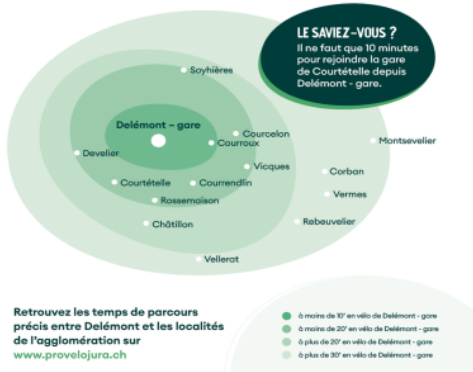 LE SAVIEZ-VOUS ?
Il ne faut que 10 minutes
pour rejoindre la gare
de Courtételle depuis
Delémont - gare.
Soyhières
Delémont – gare
Courcelon
Courroux
Montsevelier
Develier
Vicques
Corban
Courtételle
Courrendlin
Vermes
Rossemaison
Châtillon
Rebeuvelier
Vellerat
Retrouvez les temps de parcours
précis entre Delémont et les localités
de l'agglomération sur
www.provelojura.ch
à moins de 10' en vélo de Delémont - gare
à moins de 20' en vélo de Delémont - gare
à plus de 20' en vélo de Delémont - gare
à plus de 30' en vélo de Delémont - gare